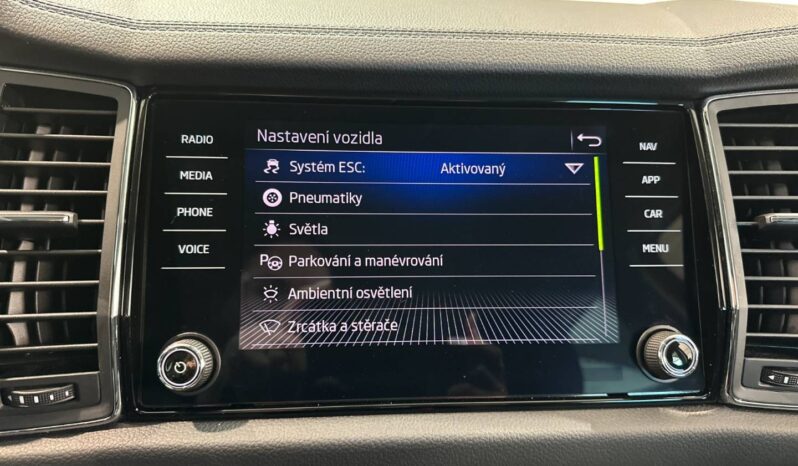 RADIO
MEDIA
PHONE
VOICE
Nastavení vozidla
Systém ESC: Aktivovaný
Pneumatiky
Světla
Parkování a manévrování
Ambientní osvětlení
Zrcátka a stěrače
NAV
APP
CAR
MENU